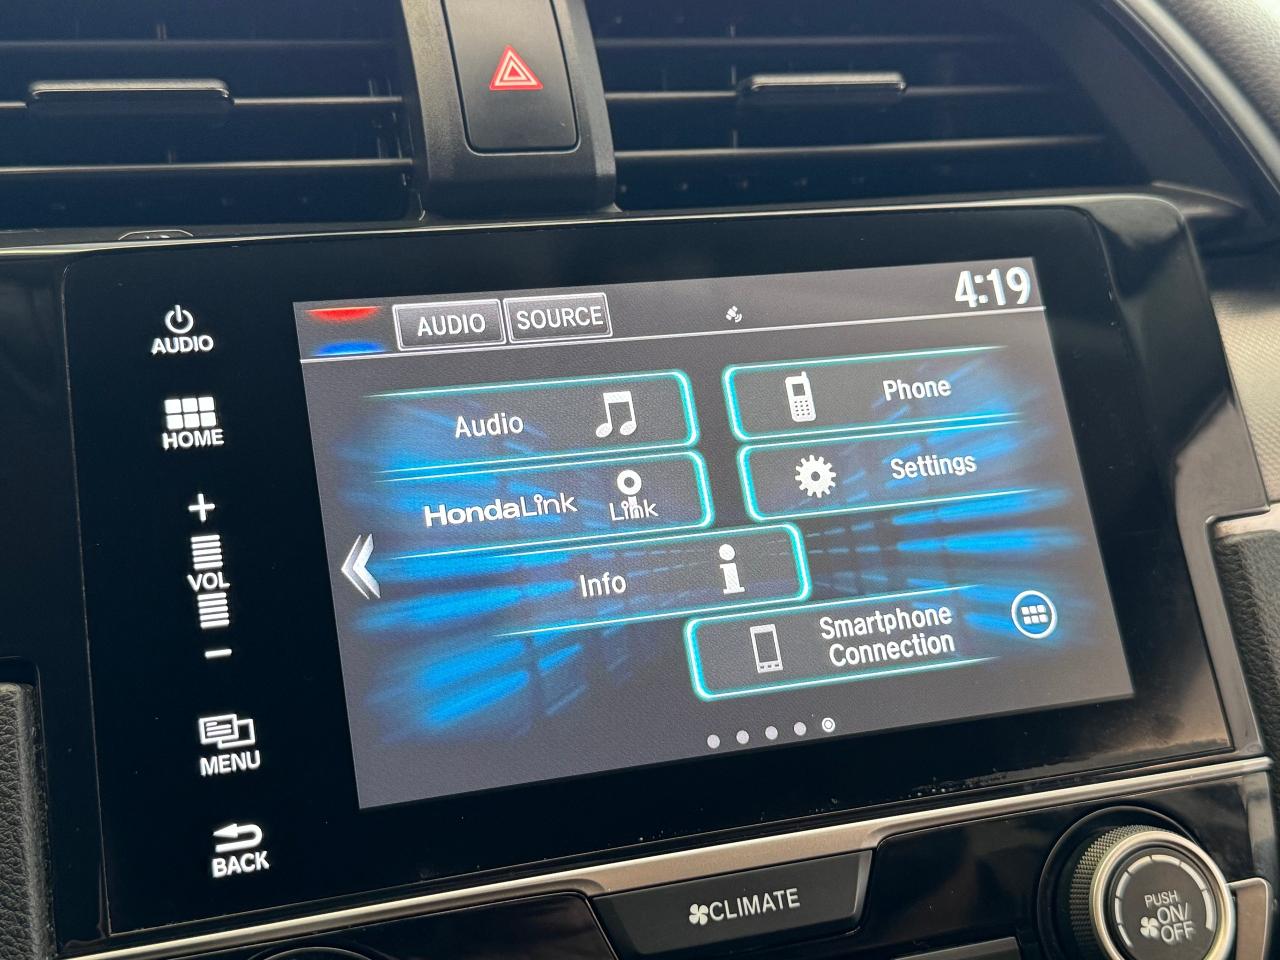 AUDIO
HOME
+
VOL
−
MENU
BACK
AUDIO
SOURCE
4:19
Audio
Phone
HondaLink
Link
Settings
Info
Smartphone
Connection
CLIMATE
PUSH
ON/
OFF